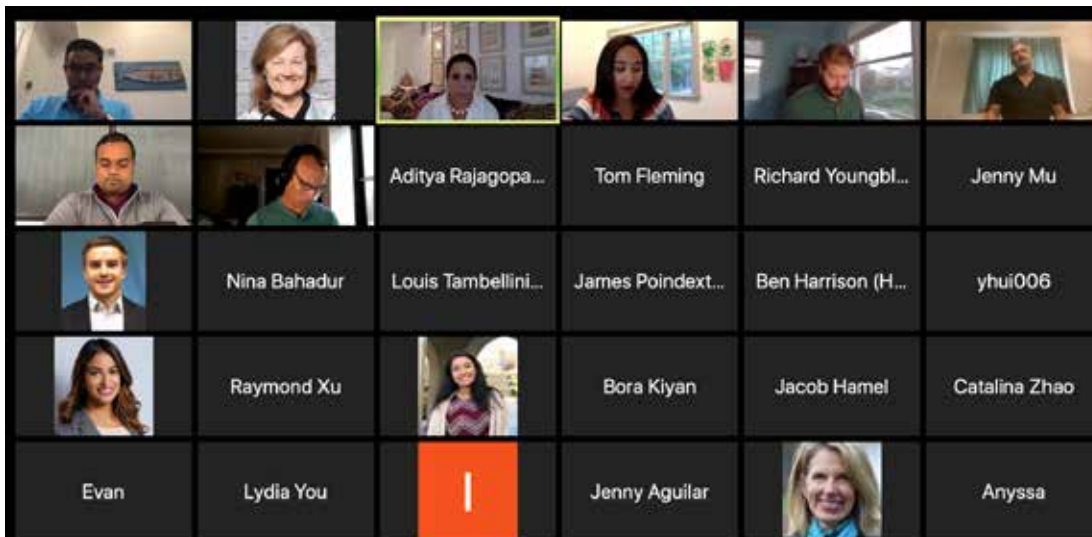 Aditya Rajagopa...
Tom Fleming
Richard Youngbl...
Jenny Mu
Nina Bahadur
Louis Tambellini...
James Poindext...
Ben Harrison (H...
yhui006
Raymond Xu
Bora Kiyan
Jacob Hamel
Catalina Zhao
Evan
Lydia You
I
Jenny Aguilar
Anyssa